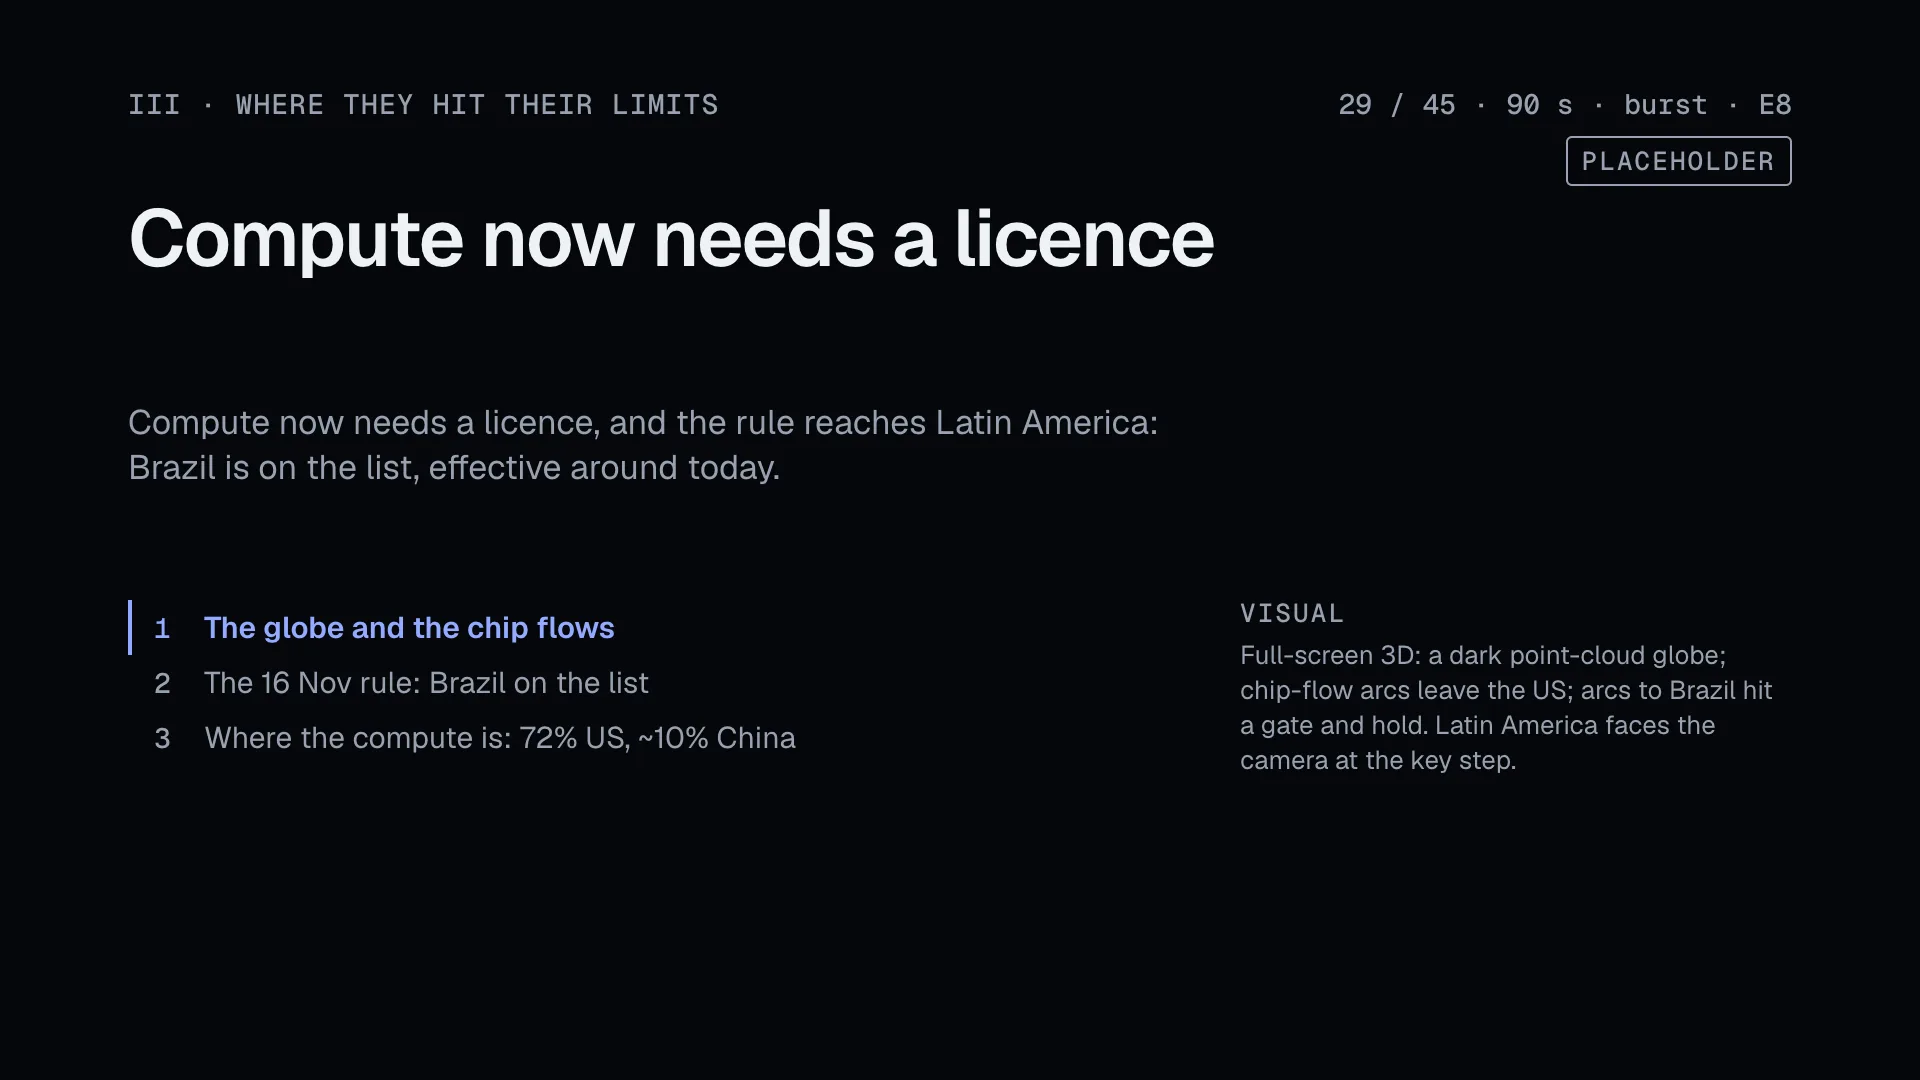 III · WHERE THEY HIT THEIR LIMITS
29 / 45 · 90 s · burst · E8
PLACEHOLDER
Compute now needs a licence
Compute now needs a licence, and the rule reaches Latin America:
Brazil is on the list, effective around today.
1 The globe and the chip flows
2 The 16 Nov rule: Brazil on the list
3 Where the compute is: 72% US, ~10% China
VISUAL
Full-screen 3D: a dark point-cloud globe;
chip-flow arcs leave the US; arcs to Brazil hit
a gate and hold. Latin America faces the
camera at the key step.